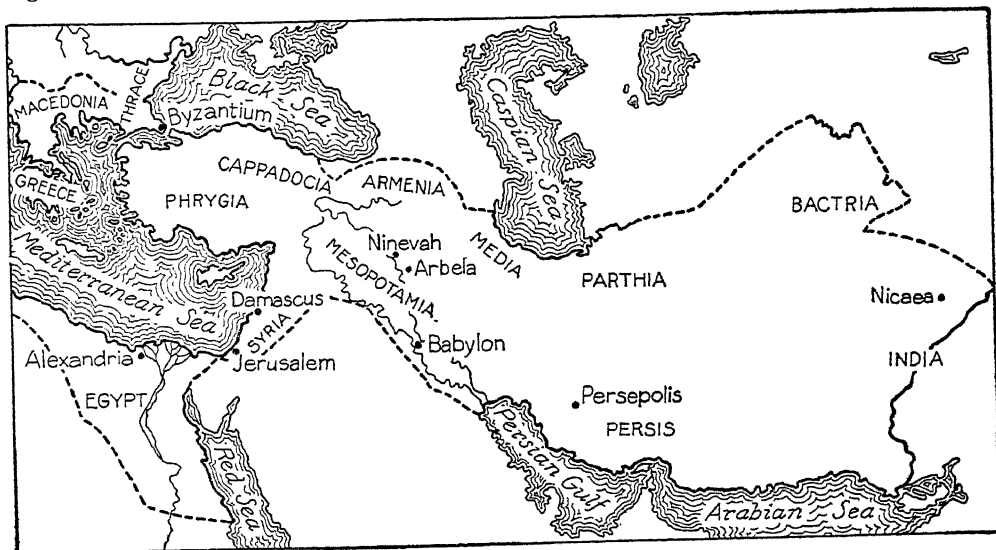 MACEDONIA
THRACE
Black Sea
Byzantium
GREECE
PHRYGIA
CAPPADOCIA
ARMENIA
Caspian Sea
BACTRIA
Mediterranean Sea
Ninevah
Arbela
MESOPOTAMIA
MEDIA
PARTHIA
Nicaea
Damascus
SYRIA
Alexandria
Jerusalem
Babylon
INDIA
EGYPT
Persepolis
PERSIS
Red Sea
Persian Gulf
Arabian Sea